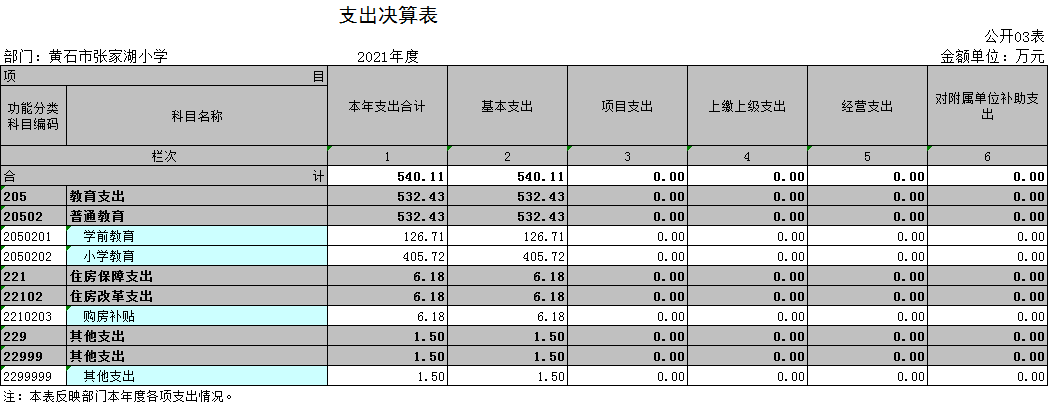 支出决算表
公开03表
部门：黄石市张家湖小学 2021年度 金额单位：万元
项 目 本年支出合计 基本支出 项目支出 上缴上级支出 经营支出 对附属单位补助支出
功能分类科目编码 科目名称
栏次 1 2 3 4 5 6
合 计 540.11 540.11 0.00 0.00 0.00 0.00
205 教育支出 532.43 532.43 0.00 0.00 0.00 0.00
20502 普通教育 532.43 532.43 0.00 0.00 0.00 0.00
2050201 学前教育 126.71 126.71 0.00 0.00 0.00 0.00
2050202 小学教育 405.72 405.72 0.00 0.00 0.00 0.00
221 住房保障支出 6.18 6.18 0.00 0.00 0.00 0.00
22102 住房改革支出 6.18 6.18 0.00 0.00 0.00 0.00
2210203 购房补贴 6.18 6.18 0.00 0.00 0.00 0.00
229 其他支出 1.50 1.50 0.00 0.00 0.00 0.00
22999 其他支出 1.50 1.50 0.00 0.00 0.00 0.00
2299999 其他支出 1.50 1.50 0.00 0.00 0.00 0.00
注：本表反映部门本年度各项支出情况。